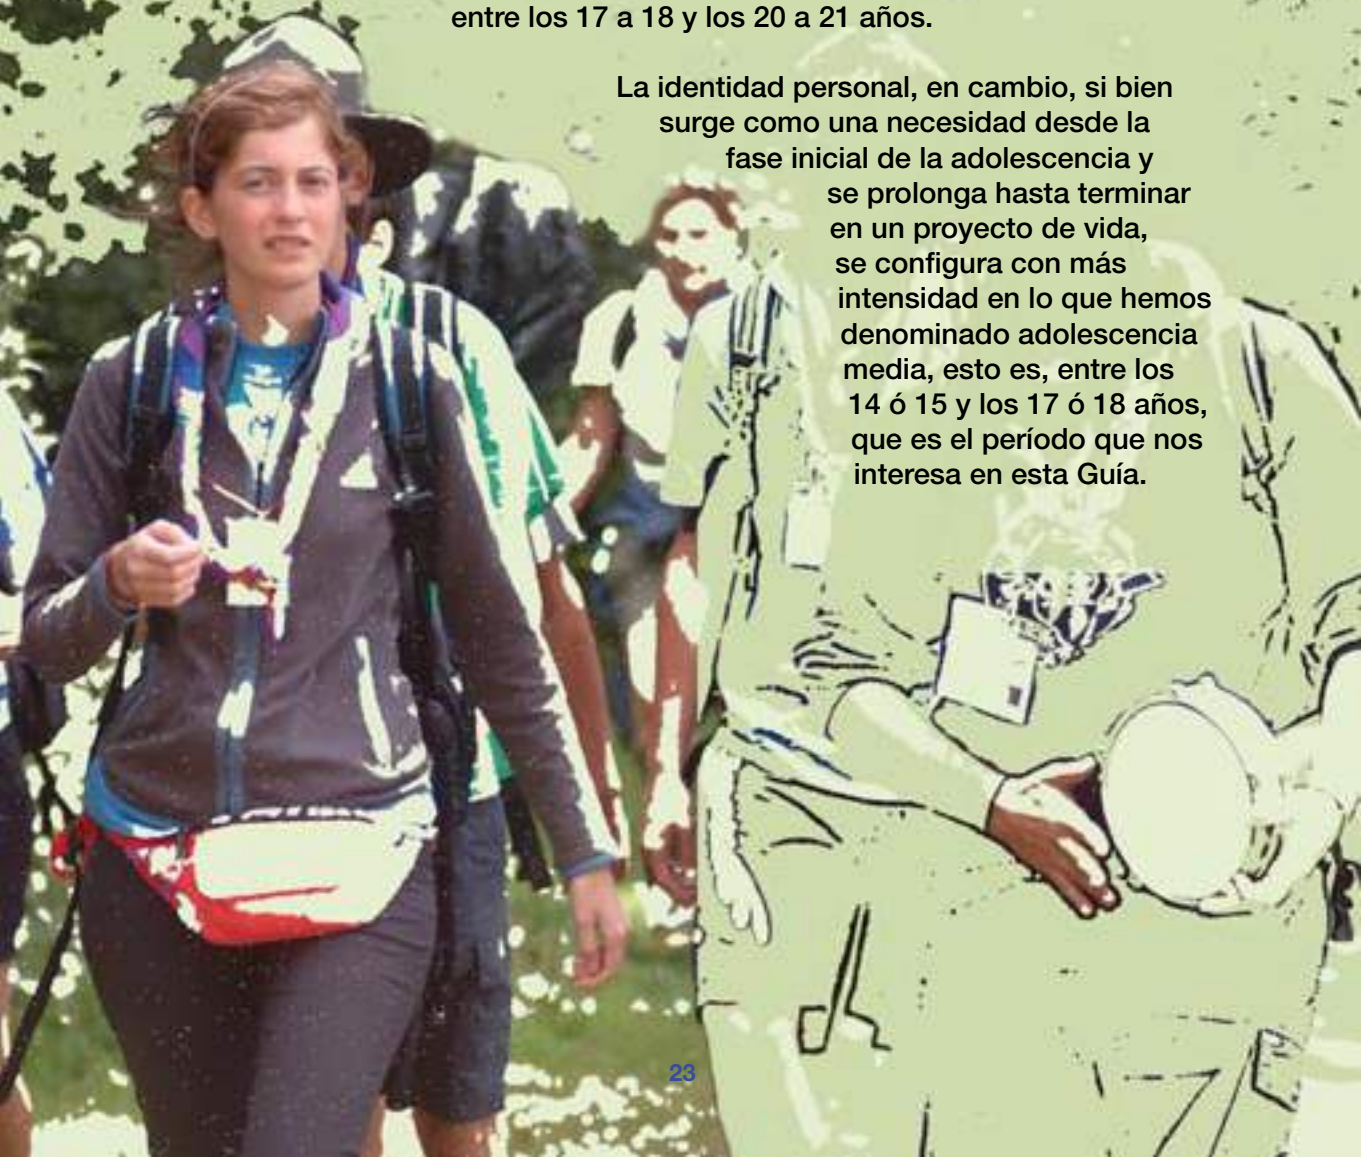 entre los 17 a 18 y los 20 a 21 años.
La identidad personal, en cambio, si bien
surge como una necesidad desde la
fase inicial de la adolescencia y
se prolonga hasta terminar
en un proyecto de vida,
se configura con más
intensidad en lo que hemos
denominado adolescencia
media, esto es, entre los
14 ó 15 y los 17 ó 18 años,
que es el período que nos
interesa en esta Guía.
23